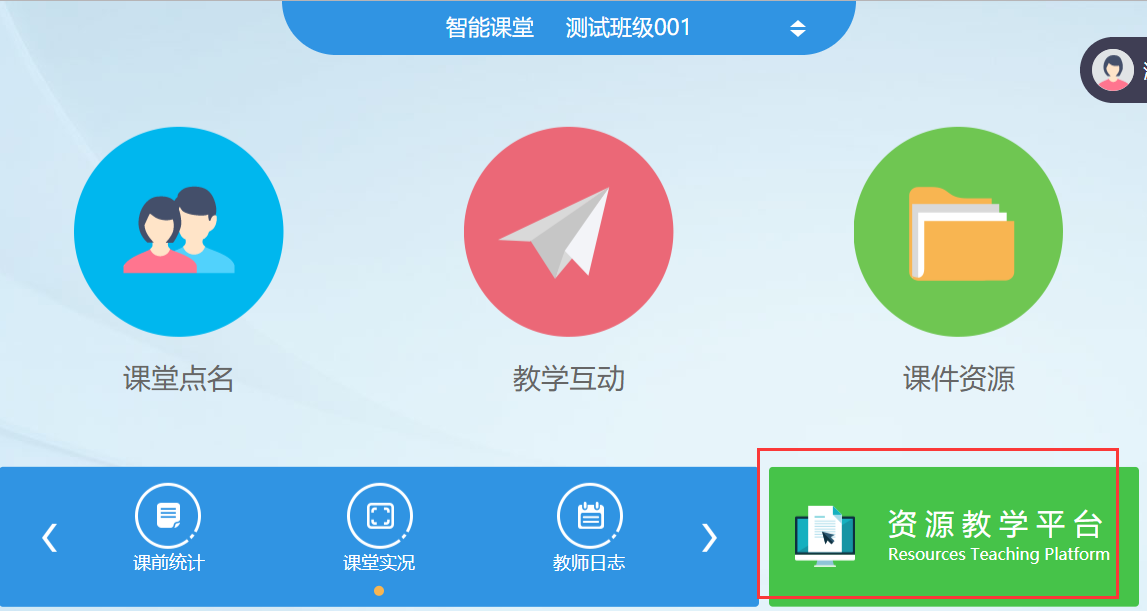 智能课堂 测试班级001
课堂点名
教学互动
课件资源
课前统计
课堂实况
教师日志
资源教学平台
Resources Teaching Platform